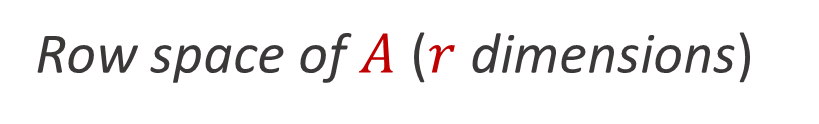 Row space of A (r dimensions)